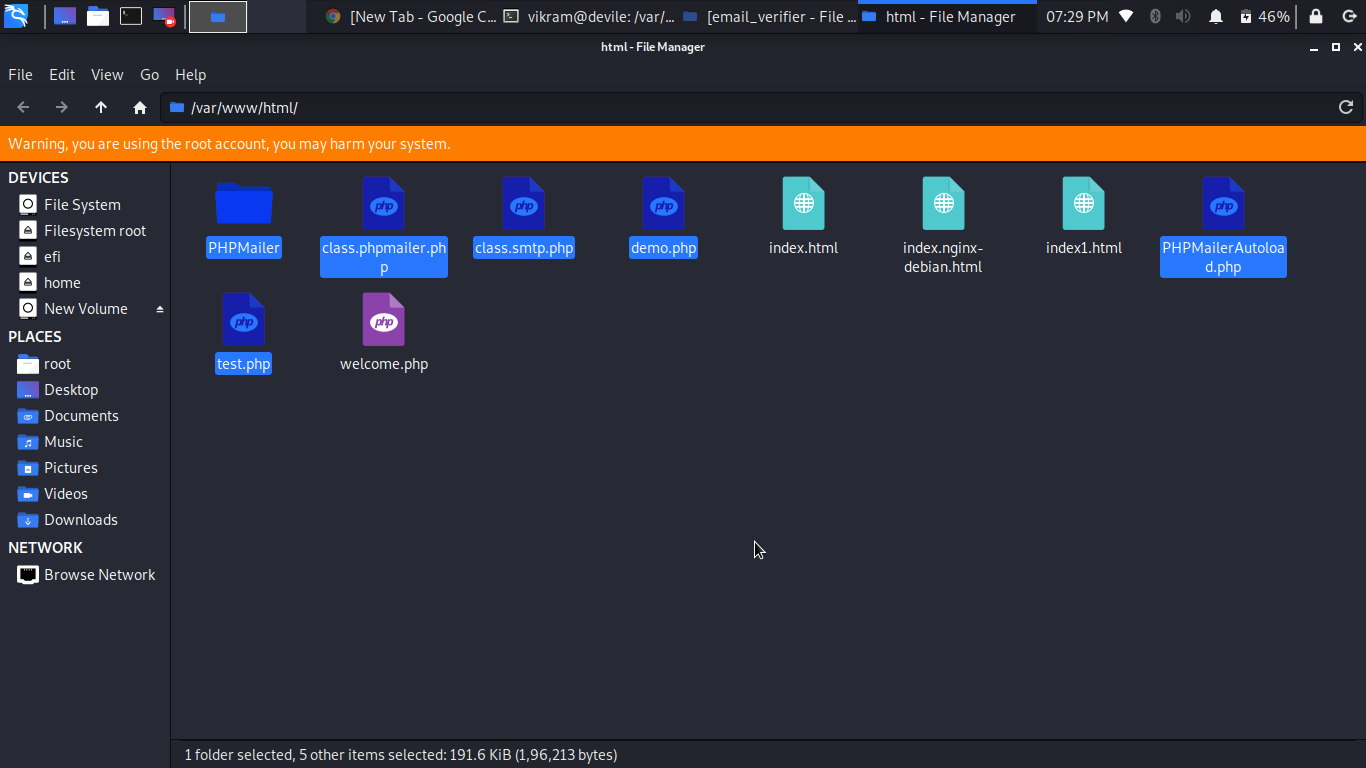 [New Tab - Google C... vikram@devile: /var/... [email_verifier - File ... html - File Manager 07:29 PM 46%
html - File Manager
File Edit View Go Help
/var/www/html/
Warning, you are using the root account, you may harm your system.
DEVICES
File System
Filesystem root
efi
home
New Volume
PLACES
root
Desktop
Documents
Music
Pictures
Videos
Downloads
NETWORK
Browse Network
php php php php
PHPMailer class.phpmailer.ph class.smtp.php demo.php index.html index.nginx- index1.html PHPMailerAutoloa
p debian.html d.php
php php
test.php welcome.php
1 folder selected, 5 other items selected: 191.6 KiB (1,96,213 bytes)